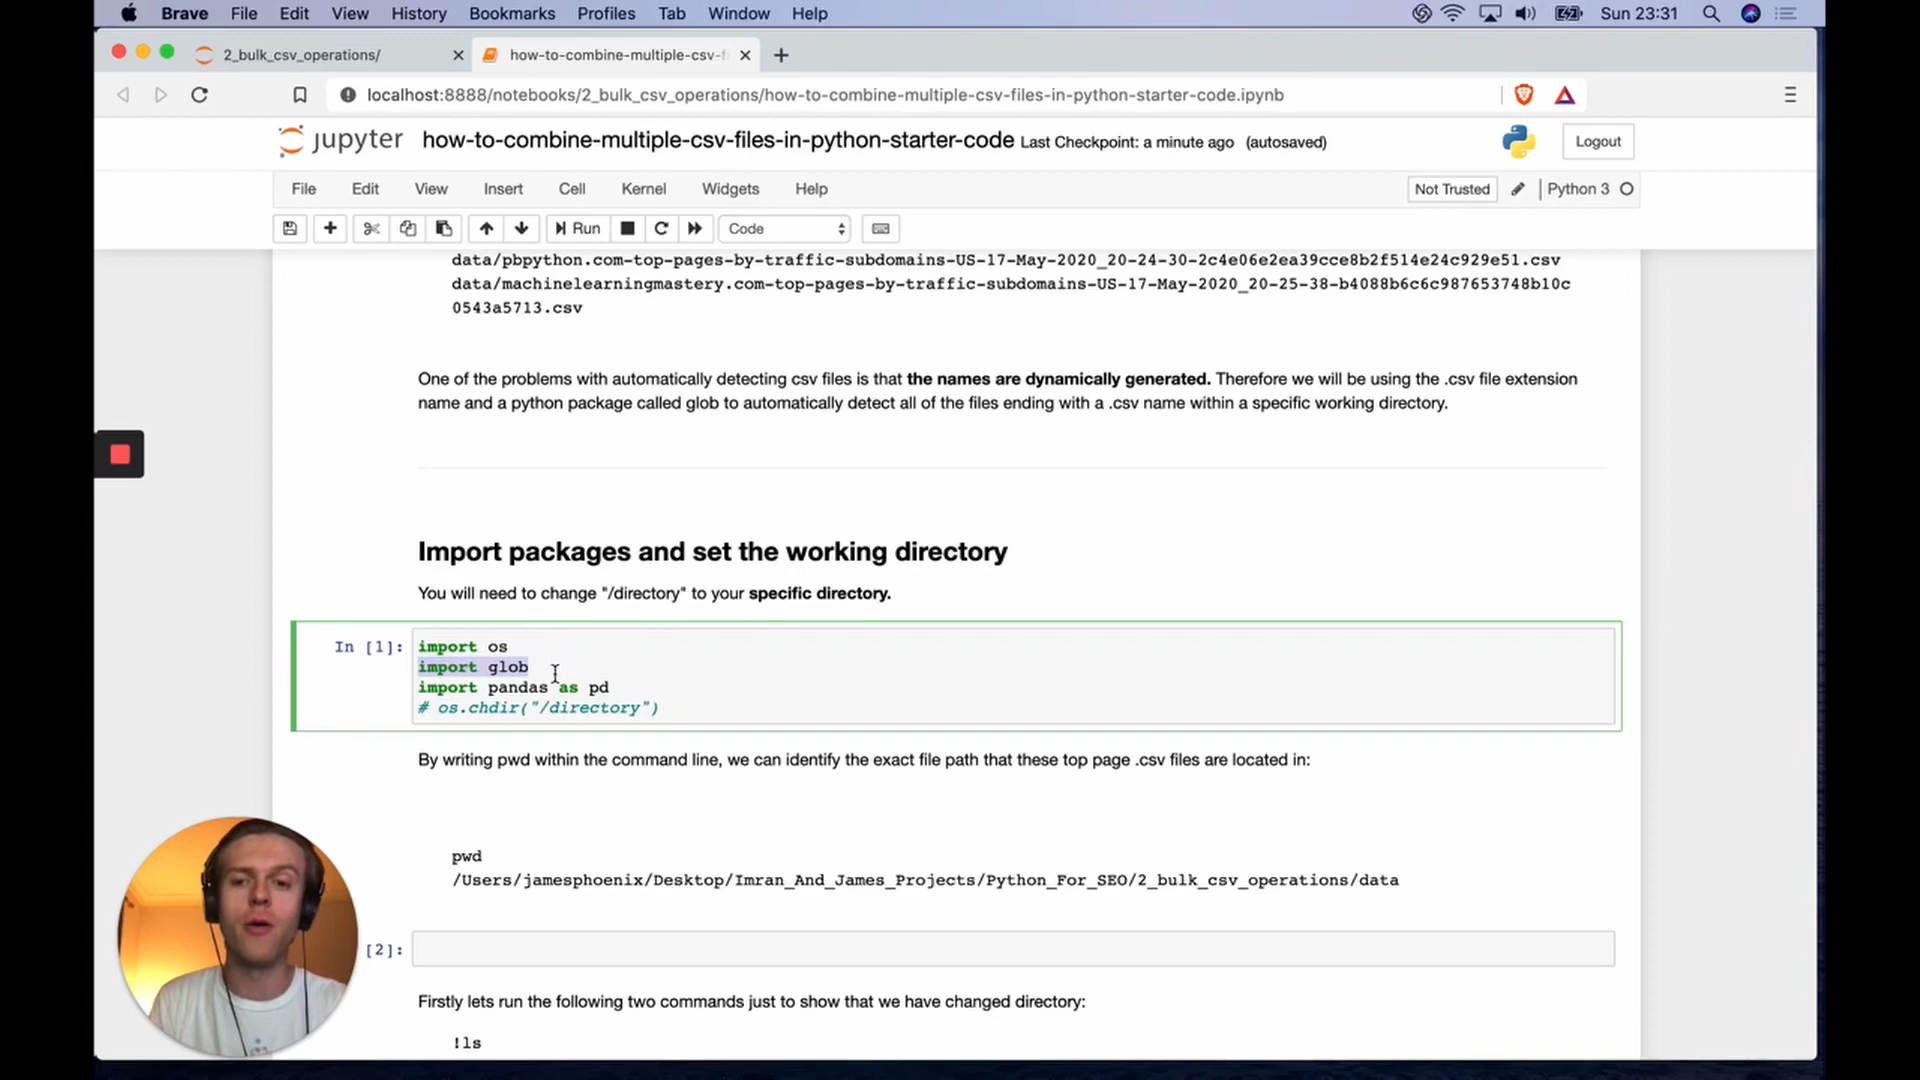 Brave File Edit View History Bookmarks Profiles Tab Window Help Sun 23:31
2_bulk_csv_operations/ how-to-combine-multiple-csv-f
localhost:8888/notebooks/2_bulk_csv_operations/how-to-combine-multiple-csv-files-in-python-starter-code.ipynb
jupyter how-to-combine-multiple-csv-files-in-python-starter-code Last Checkpoint: a minute ago (autosaved) Logout
File Edit View Insert Cell Kernel Widgets Help Not Trusted Python 3
Run Code
data/pbpython.com-top-pages-by-traffic-subdomains-US-17-May-2020_20-24-30-2c4e06e2ea39cce8b2f514e24c929e51.csv
data/machinelearningmastery.com-top-pages-by-traffic-subdomains-US-17-May-2020_20-25-38-b4088b6c6c987653748b10c
0543a5713.csv
One of the problems with automatically detecting csv files is that the names are dynamically generated. Therefore we will be using the .csv file extension
name and a python package called glob to automatically detect all of the files ending with a .csv name within a specific working directory.
Import packages and set the working directory
You will need to change "/directory" to your specific directory.
In [1]: import os
import glob
import pandas as pd
# os.chdir("/directory")
By writing pwd within the command line, we can identify the exact file path that these top page .csv files are located in:
pwd
/Users/jamesphoenix/Desktop/Imran_And_James_Projects/Python_For_SEO/2_bulk_csv_operations/data
[2]:
Firstly lets run the following two commands just to show that we have changed directory:
!ls